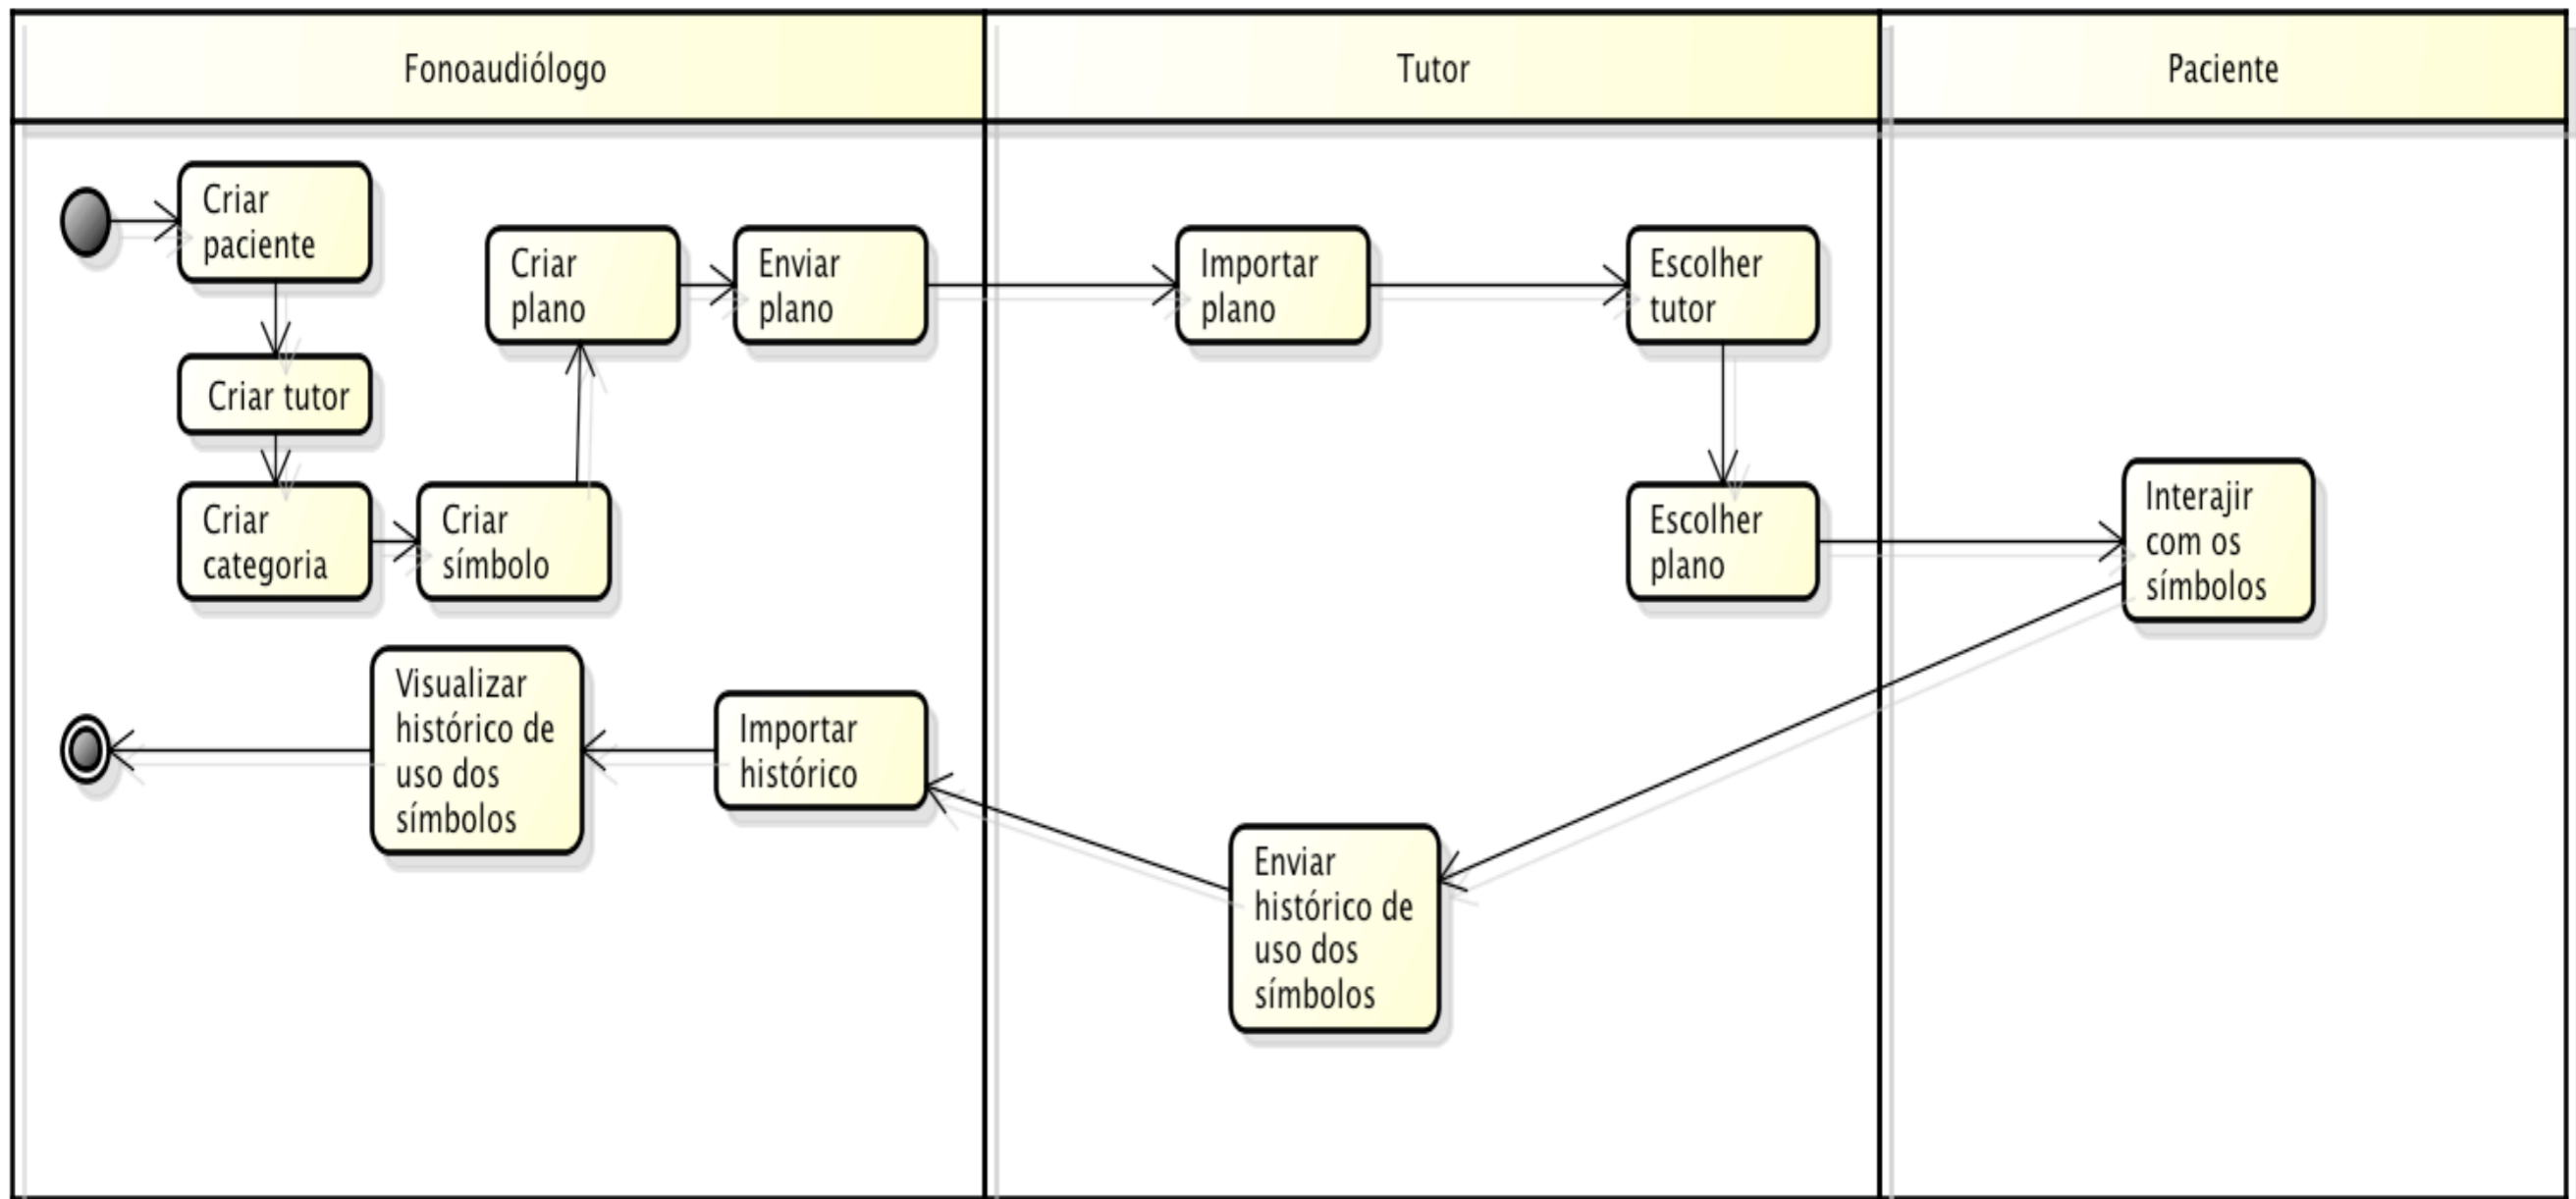 Fonoaudiólogo
Tutor
Paciente
Criar
paciente
Criar tutor
Criar
categoria
Criar
símbolo
Criar
plano
Enviar
plano
Importar
plano
Escolher
tutor
Escolher
plano
Interajir
com os
símbolos
Enviar
histórico de
uso dos
símbolos
Importar
histórico
Visualizar
histórico de
uso dos
símbolos